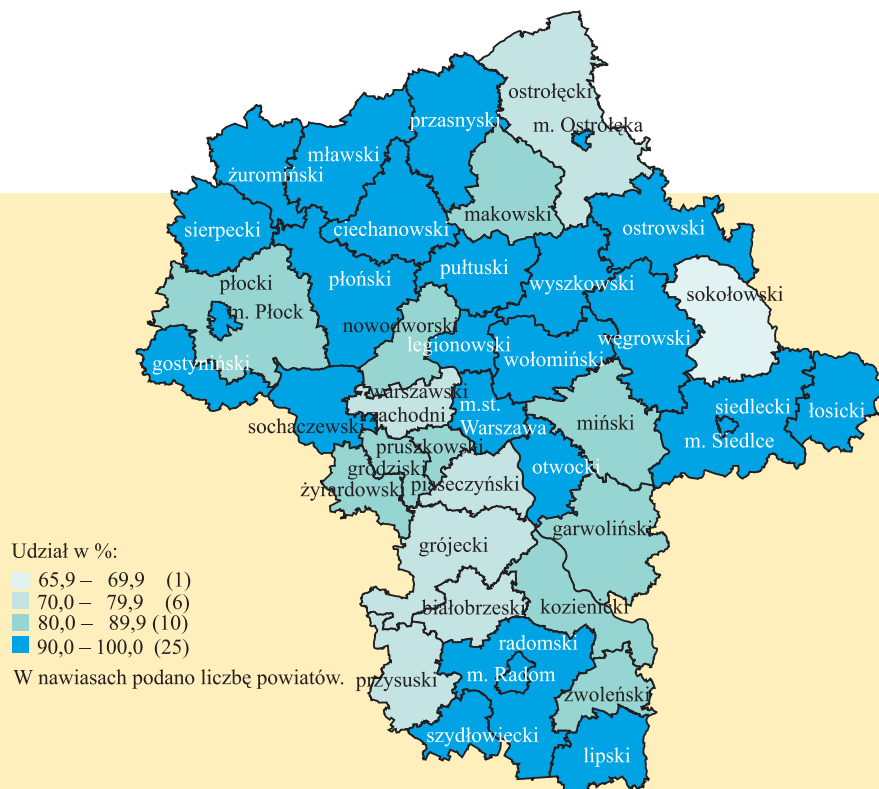 ostrołęcki
m. Ostrołęka
przasnyski
mławski
żuromiński
makowski
sierpecki
ciechanowski
ostrowski
płocki
płoński
pułtuski
wyszkowski
sokołowski
m. Płock
nowodworski
legionowski
węgrowski
gostyniński
wołomiński
warszawski
zachodni
m.st.
Warszawa
siedlecki
łosicki
sochaczewski
miński
m. Siedlce
pruszkowski
grodziski
otwocki
żyrardowski
piaseczyński
garwoliński
grójecki
Udział w %:
65,9 – 69,9 (1)
70,0 – 79,9 (6)
80,0 – 89,9 (10)
90,0 – 100,0 (25)
W nawiasach podano liczbę powiatów.
białobrzeski
kozienicki
radomski
m. Radom
przysuski
zwoleński
szydłowiecki
lipski